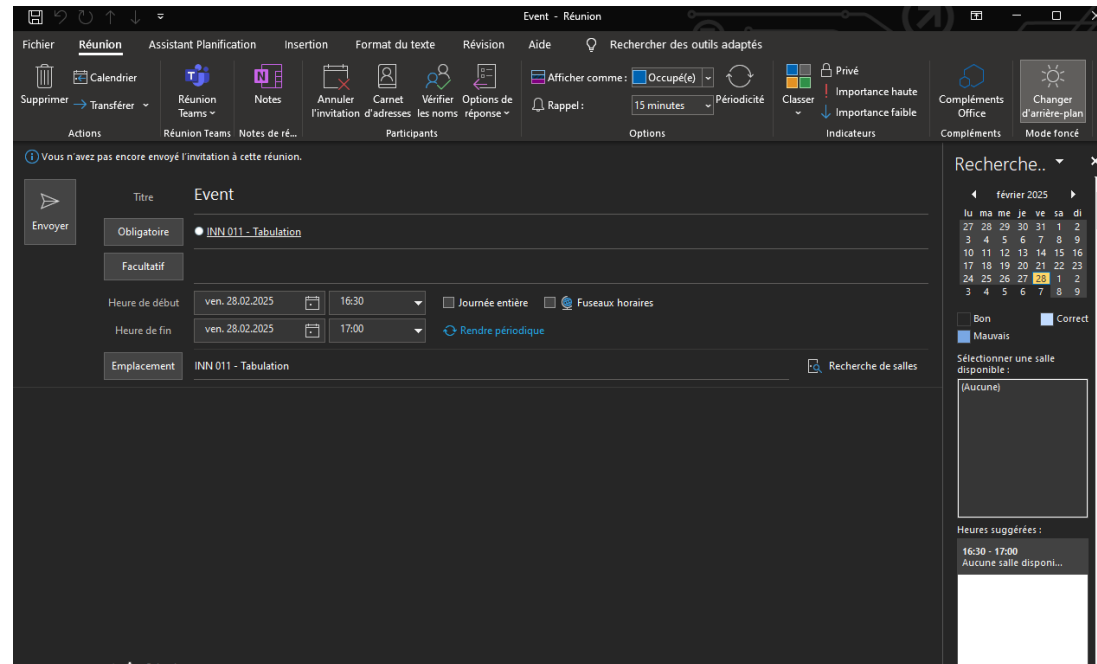 Event - Réunion
Fichier Réunion Assistant Planification Insertion Format du texte Révision Aide Rechercher des outils adaptés
Supprimer
Calendrier
Transférer
Actions
Réunion Teams
Réunion Teams
Notes
Notes de ré...
Annuler l'invitation
Carnet d'adresses
Vérifier les noms
Options de réponse
Participants
Afficher comme : Occupé(e)
Rappel : 15 minutes
Périodicité
Options
Classer
Privé
Importance haute
Importance faible
Indicateurs
Compléments Office
Compléments
Changer d'arrière-plan
Mode foncé
Vous n'avez pas encore envoyé l'invitation à cette réunion.
Envoyer
Titre Event
Obligatoire INN 011 - Tabulation
Facultatif
Heure de début ven. 28.02.2025 16:30 Journée entière Fuseaux horaires
Heure de fin ven. 28.02.2025 17:00 Rendre périodique
Emplacement INN 011 - Tabulation Recherche de salles
Recherche..
février 2025
lu ma me je ve sa di
27 28 29 30 31 1 2
3 4 5 6 7 8 9
10 11 12 13 14 15 16
17 18 19 20 21 22 23
24 25 26 27 28 1 2
3 4 5 6 7 8 9
Bon Correct
Mauvais
Sélectionner une salle
disponible :
(Aucune)
Heures suggérées :
16:30 - 17:00
Aucune salle disponi...